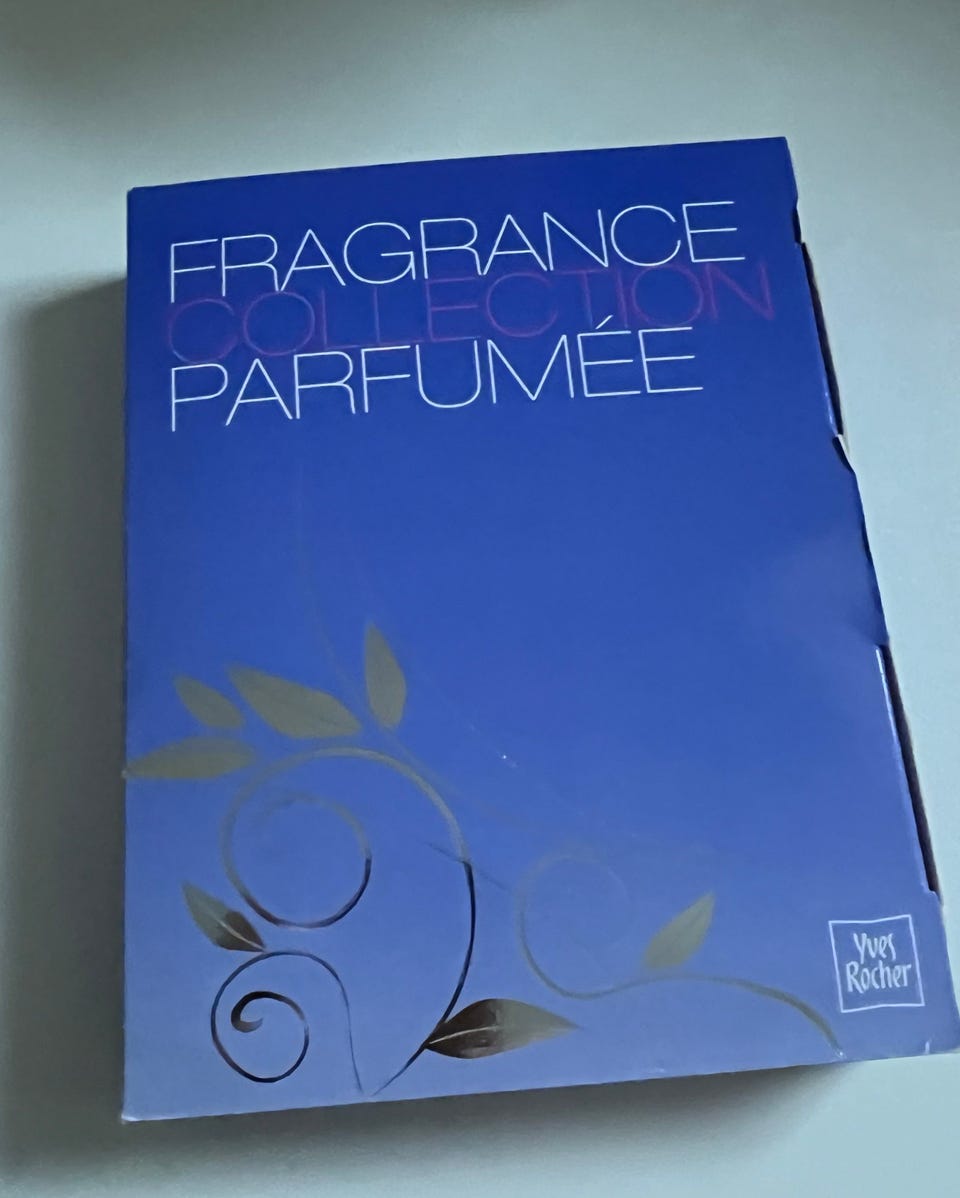 FRAGRANCE
COLLECTION
PARFUMÉE
Yves
Rocher